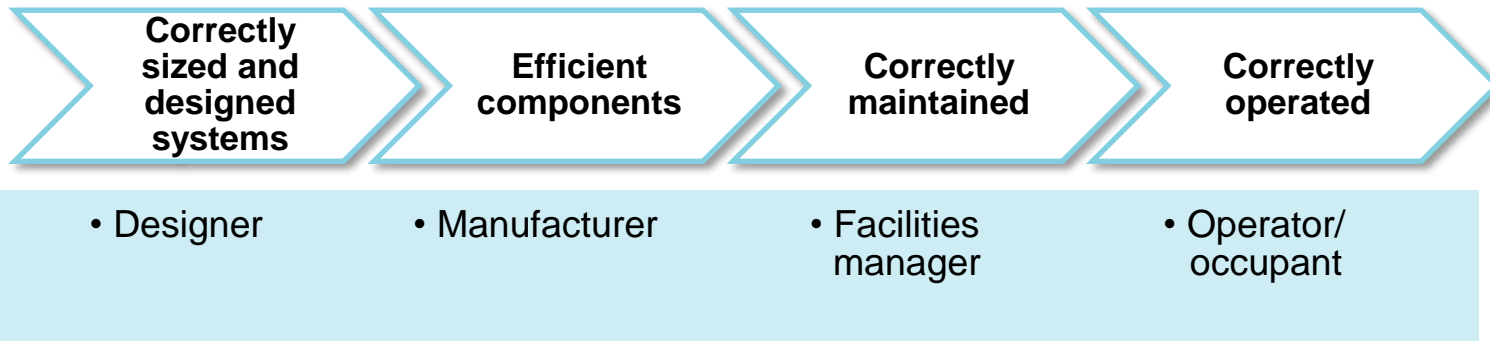 Correctly
sized and
designed
systems
Efficient
components
Correctly
maintained
Correctly
operated
• Designer
• Manufacturer
• Facilities
manager
• Operator/
occupant